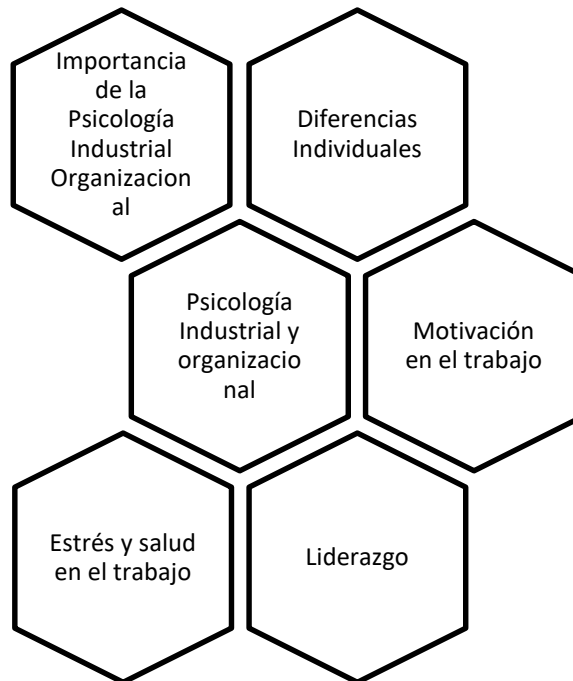 Importancia
de la
Psicología
Industrial
Organizacion
al
Diferencias
Individuales
Psicología
Industrial y
organizacio
nal
Motivación
en el trabajo
Estrés y salud
en el trabajo
Liderazgo